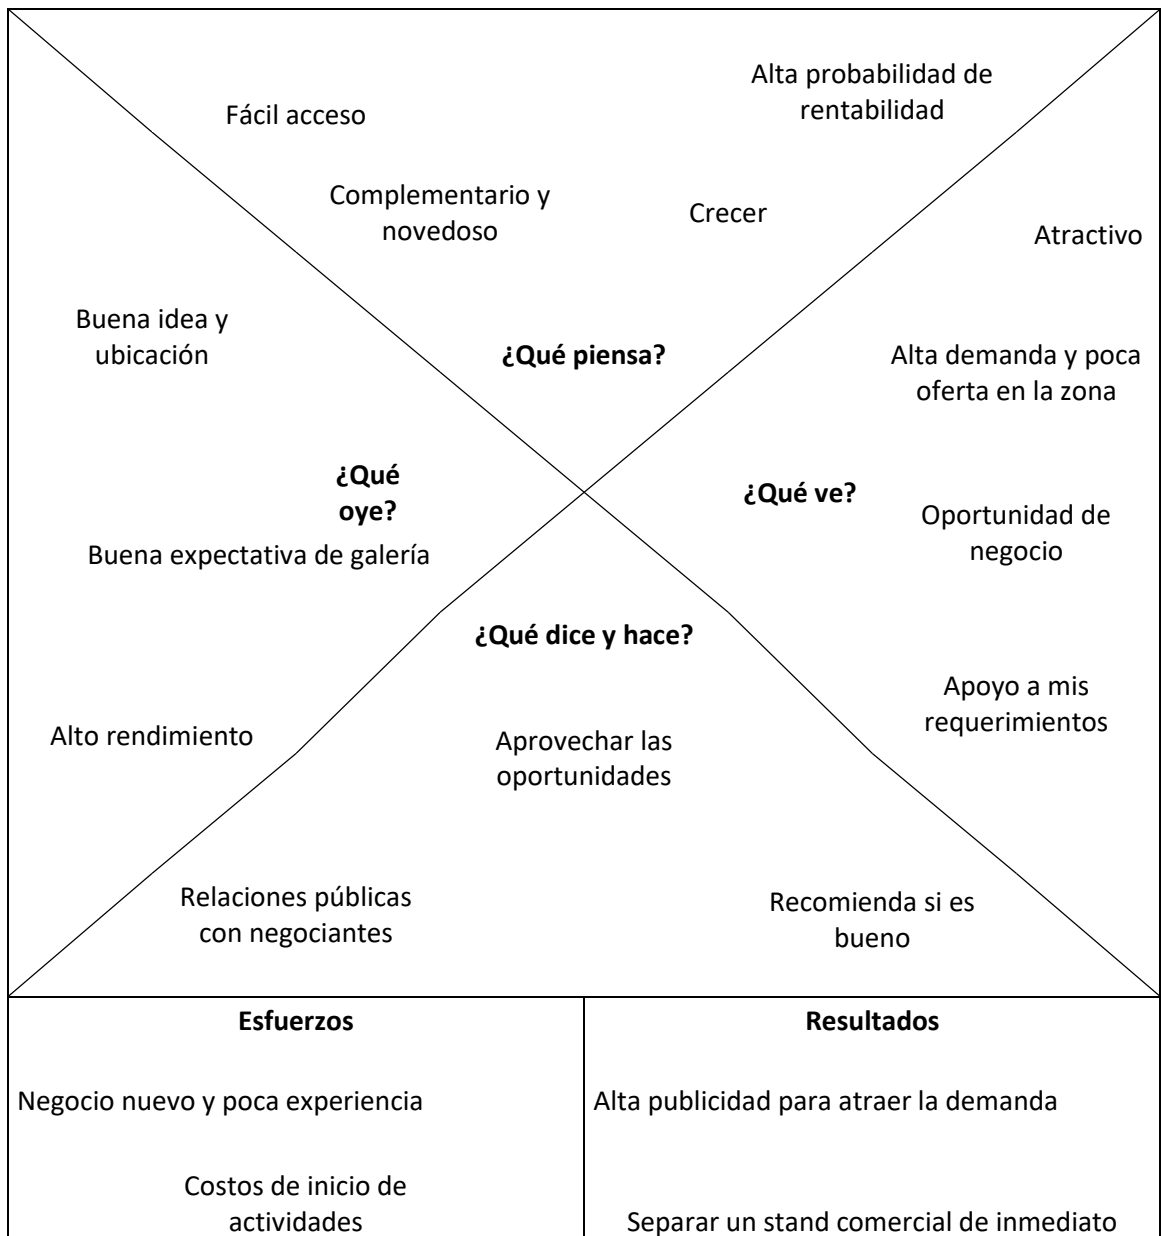 Alta probabilidad de
rentabilidad
Fácil acceso
Complementario y
novedoso
Crecer
Atractivo
Buena idea y
ubicación
¿Qué piensa?
Alta demanda y poca
oferta en la zona
¿Qué
oye?
¿Qué ve?
Buena expectativa de galería
Oportunidad de
negocio
¿Qué dice y hace?
Apoyo a mis
requerimientos
Alto rendimiento
Aprovechar las
oportunidades
Relaciones públicas
con negociantes
Recomienda si es
bueno
Esfuerzos
Negocio nuevo y poca experiencia
Costos de inicio de
actividades
Resultados
Alta publicidad para atraer la demanda
Separar un stand comercial de inmediato